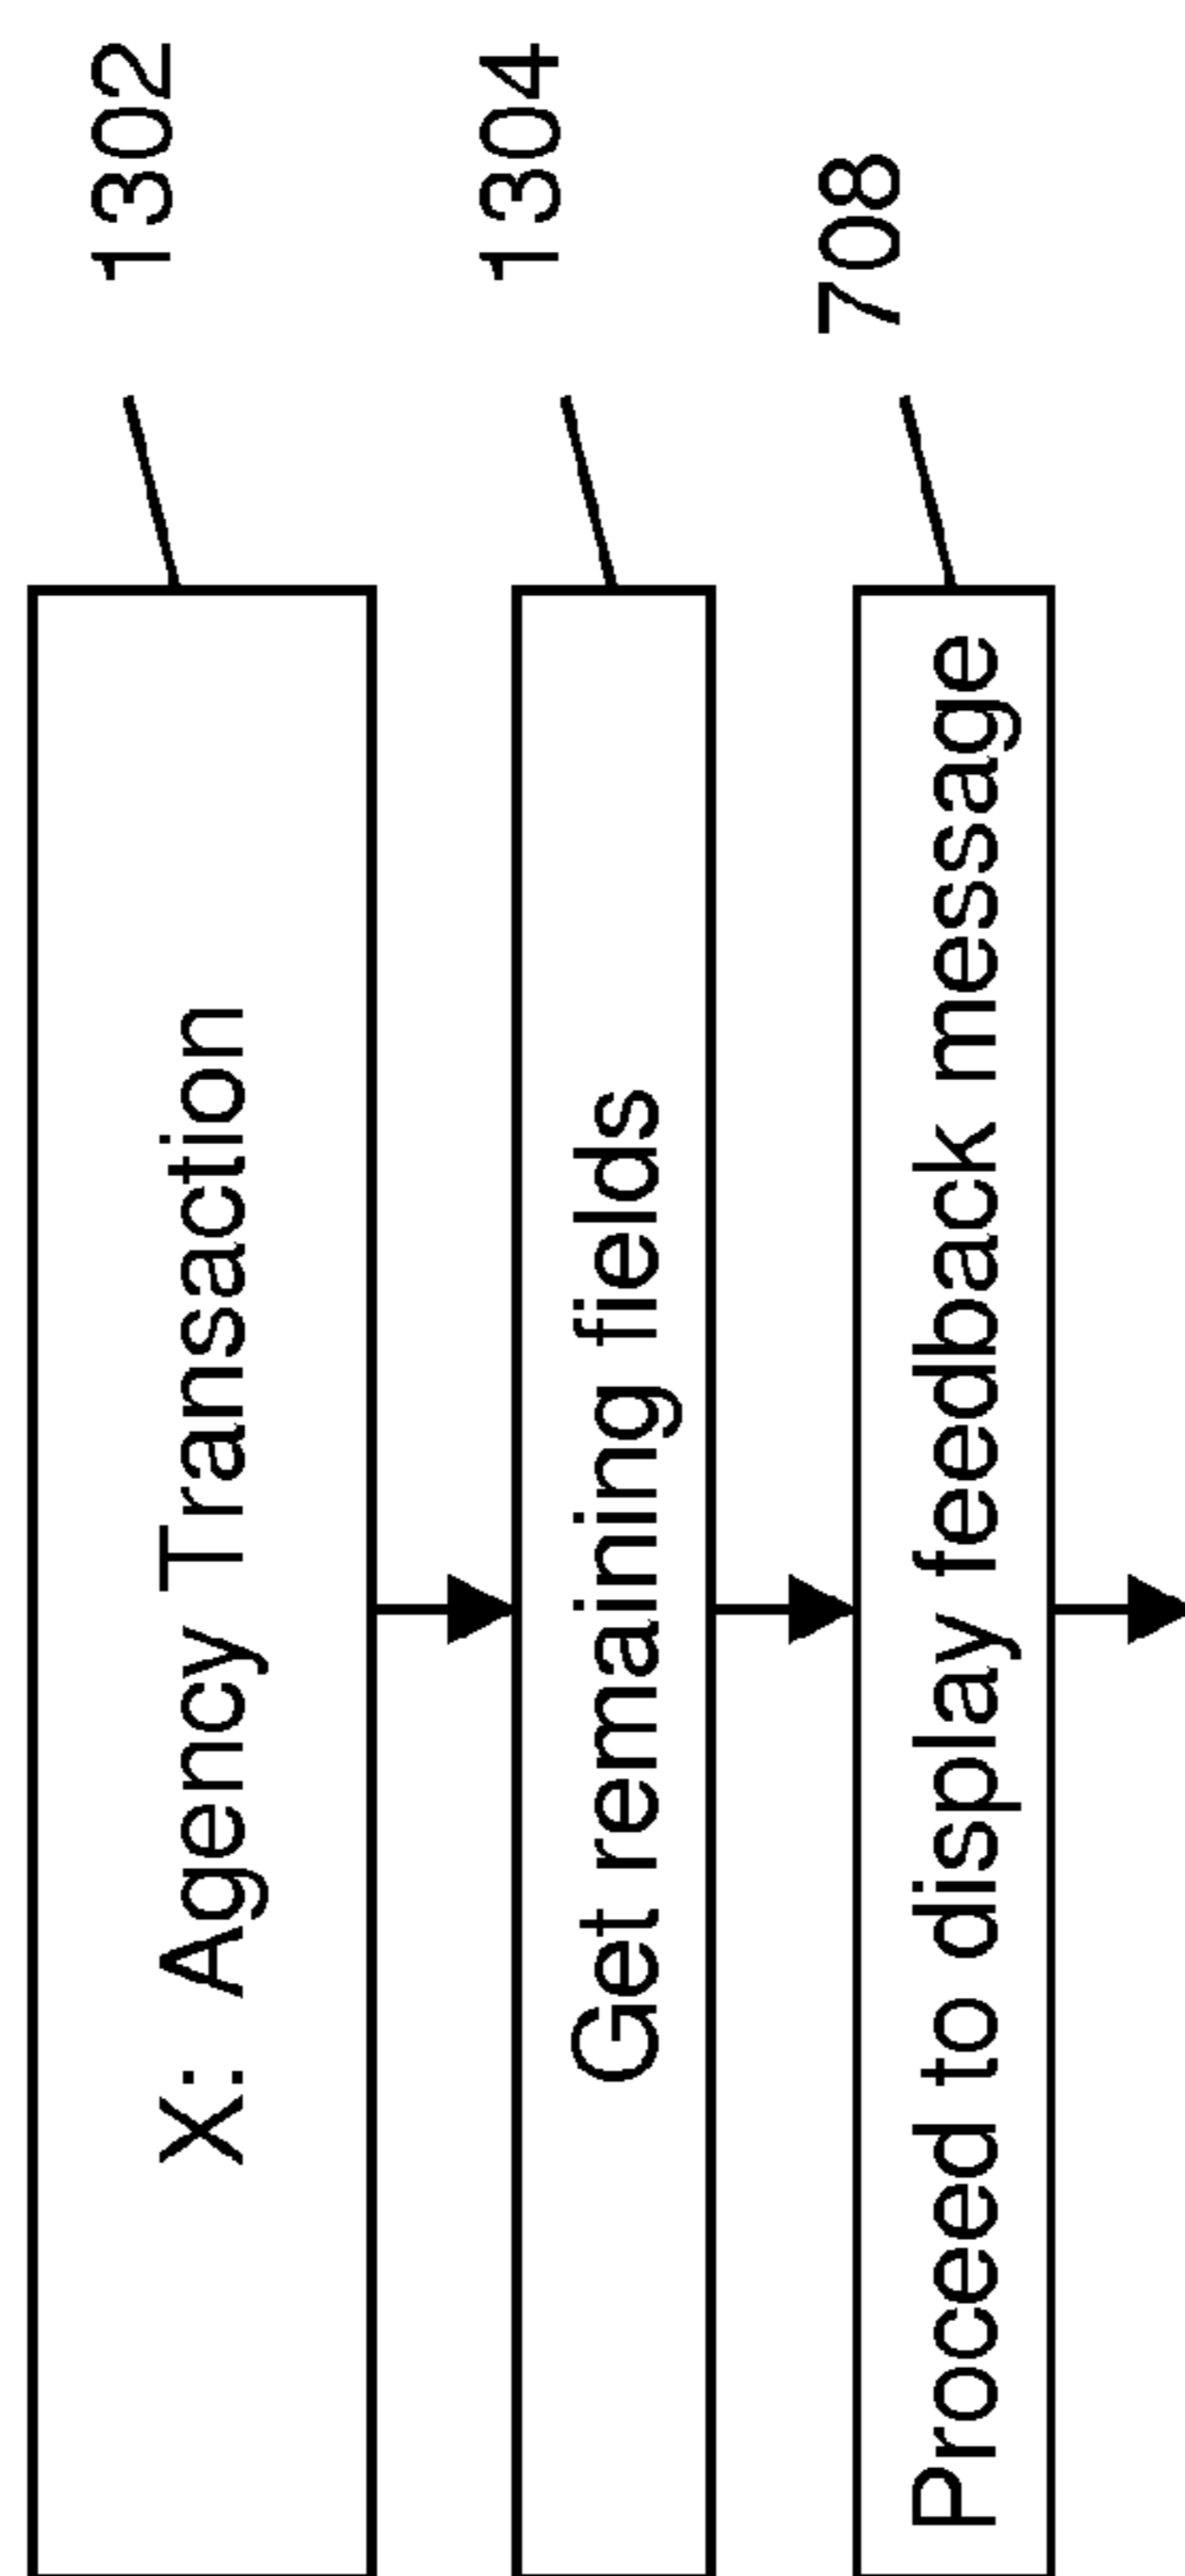 X: Agency Transaction
1302
Get remaining fields
1304
Proceed to display feedback message
708